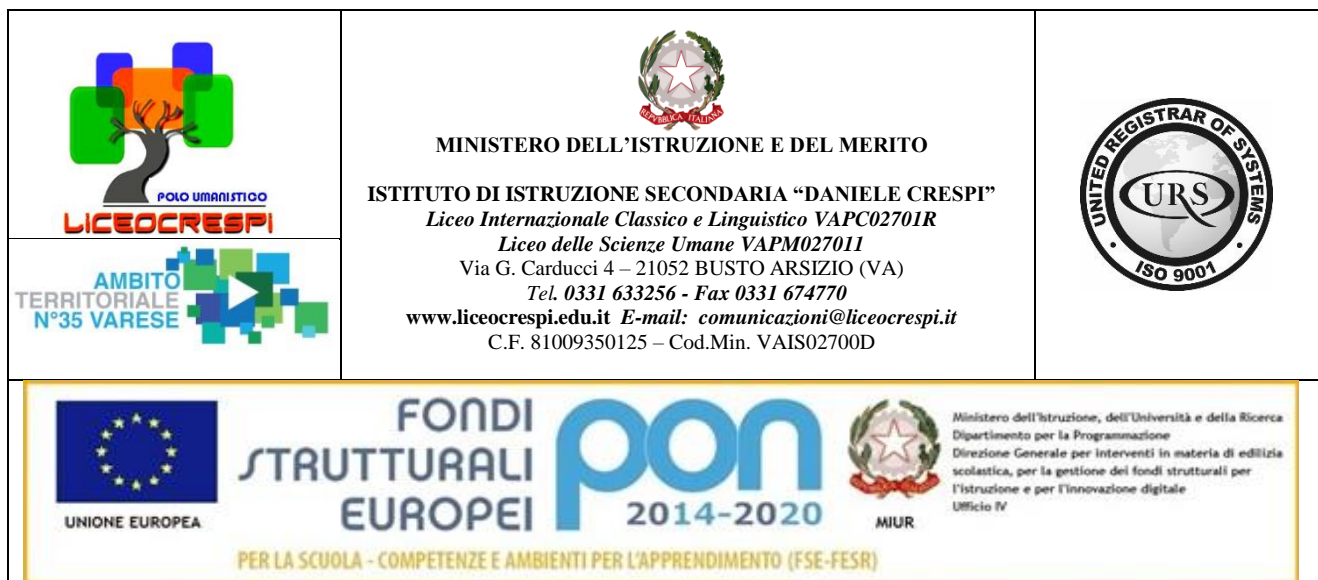 POLO UMANISTICO
LICEOCRESPI
AMBITO
TERRITORIALE
N°35 VARESE
REPVBBLICA ITALIANA
MINISTERO DELL’ISTRUZIONE E DEL MERITO
ISTITUTO DI ISTRUZIONE SECONDARIA “DANIELE CRESPI”
Liceo Internazionale Classico e Linguistico VAPC02701R
Liceo delle Scienze Umane VAPM027011
Via G. Carducci 4 – 21052 BUSTO ARSIZIO (VA)
Tel. 0331 633256 - Fax 0331 674770
www.liceocrespi.edu.it E-mail: comunicazioni@liceocrespi.it
C.F. 81009350125 – Cod.Min. VAIS02700D
UNITED REGISTRAR OF SYSTEMS
URS
ISO 9001
UNIONE EUROPEA
FONDI
STRUTTURALI
EUROPEI
pon
2014-2020
MIUR
Ministero dell'Istruzione, dell'Università e della Ricerca
Dipartimento per la Programmazione
Direzione Generale per interventi in materia di edilizia
scolastica, per la gestione dei fondi strutturali per
l'istruzione e per l'innovazione digitale
Ufficio IV
PER LA SCUOLA - COMPETENZE E AMBIENTI PER L'APPRENDIMENTO (FSE-FESR)